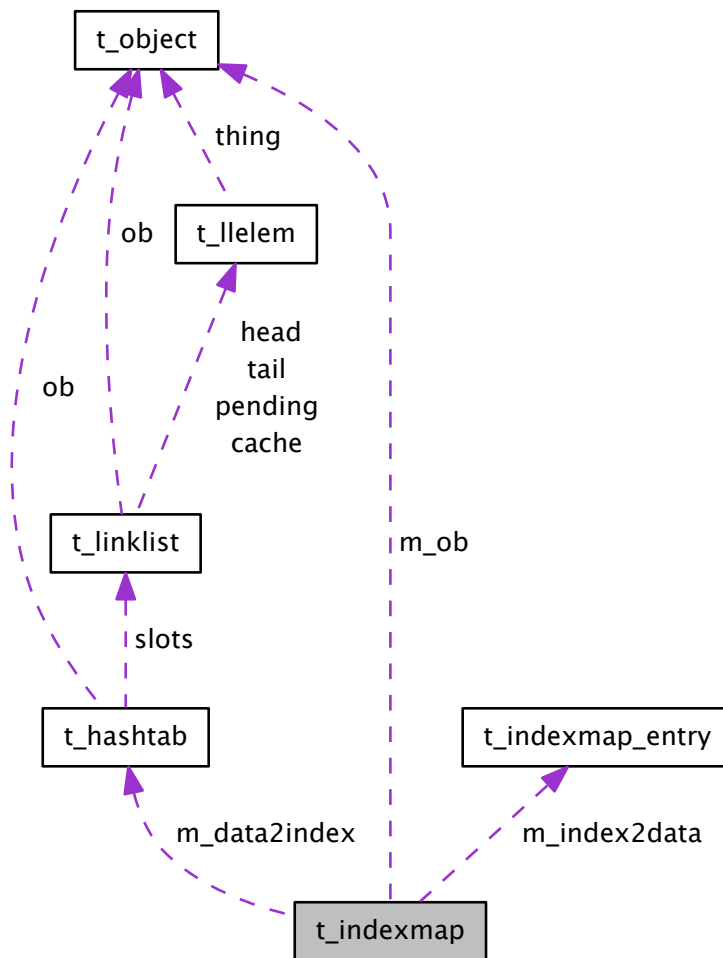 t_object
thing
t_llelem
ob
head
tail
pending
cache
ob
t_linklist
m_ob
slots
t_hashtab
t_indexmap_entry
m_data2index
m_index2data
t_indexmap